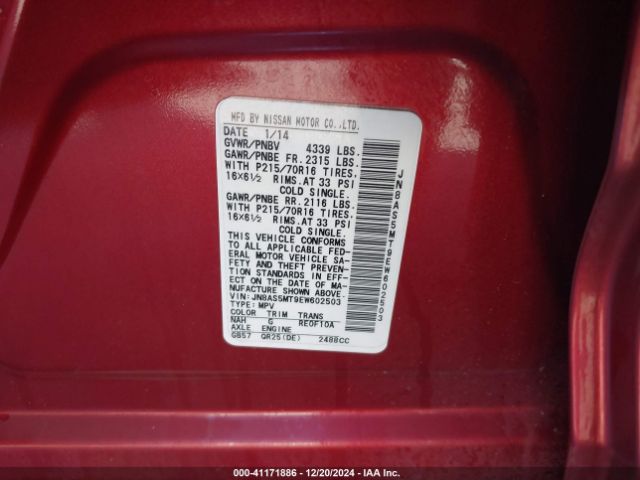 MFD BY NISSAN MOTOR CO.,LTD.
DATE 1/14
GVWR/PNBV 4339 LBS.
GAWR/PNBE FR. 2315 LBS.
WITH P215/70R16 TIRES.
16X6½ RIMS.AT 33 PSI
COLD SINGLE.
GAWR/PNBE RR. 2116 LBS.
WITH P215/70R16 TIRES.
16X6½ RIMS.AT 33 PSI
COLD SINGLE.
THIS VEHICLE CONFORMS
TO ALL APPLICABLE FED-
ERAL MOTOR VEHICLE SA-
FETY AND THEFT PREVEN-
TION STANDARDS IN EFF-
ECT ON THE DATE OF MA-
NUFACTURE SHOWN ABOVE.
VIN: JN8AS5MT9EW602503
TYPE: MPV
COLOR TRIM TRANS
NAH G RE0F10A
AXLE ENGINE
GB57 QR25(DE) 2488CC
JN8AS5MT9EW602503
000-41171886 - 12/20/2024 - IAA Inc.